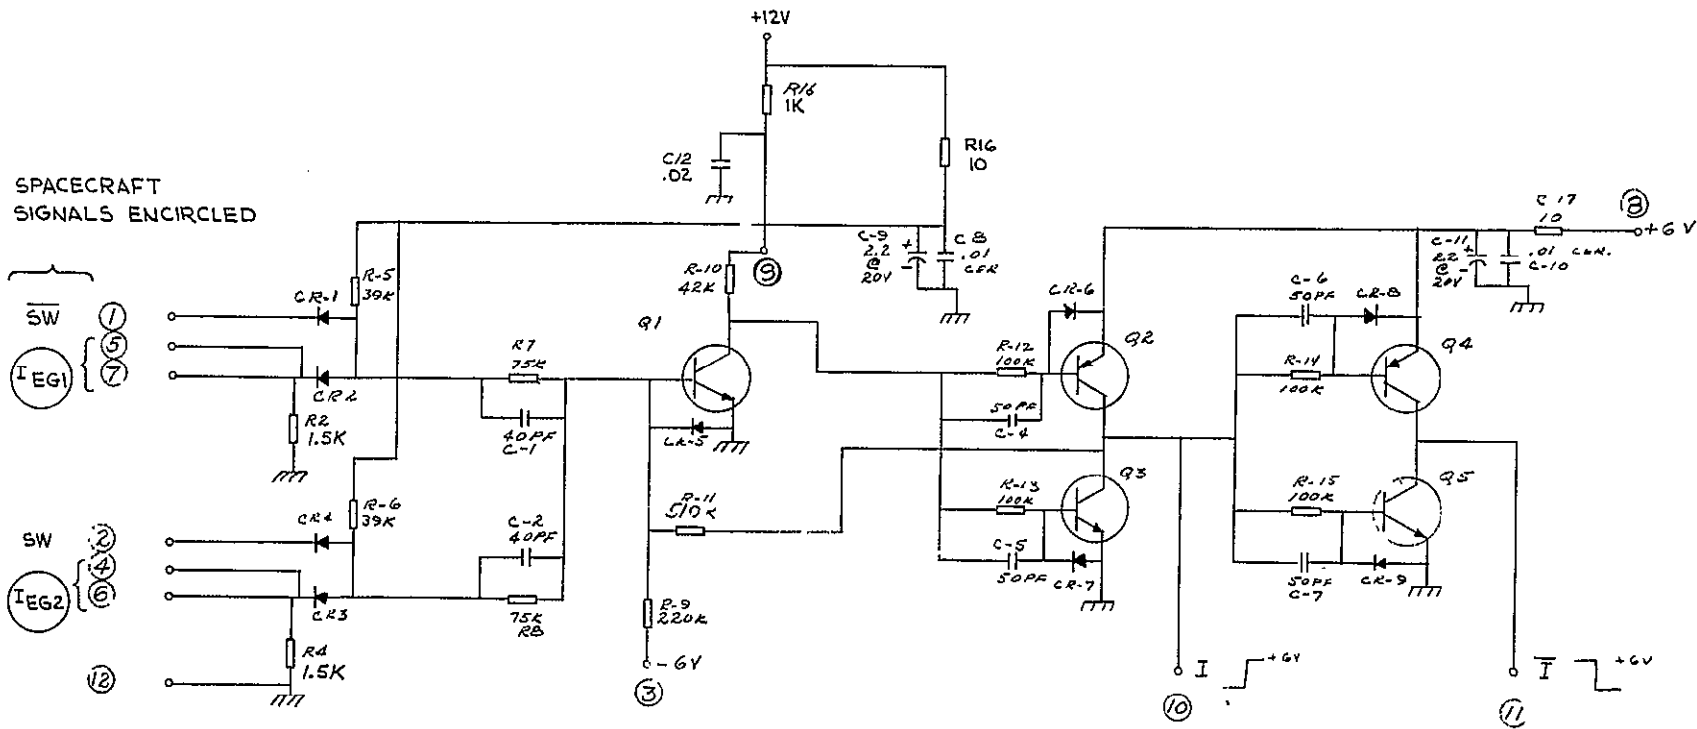 +12V
R16
1K
C12
.02
R16
10
SPACECRAFT
SIGNALS ENCIRCLED
C-17
10
8
+6 V
C-9
2.2
@
20V
+
-
C8
.01
CER
9
R-10
42K
C-11
22
@
20V
+
-
.01 CER.
C-10
SW
1
5
7
I EG1
CR-1
R-5
39K
CR2
R2
1.5K
R7
75K
40PF
C-1
Q1
CR-5
CR-6
Q2
R-12
100K
50PF
C-4
C-6
50PF
CR-8
R-14
100K
Q4
SW
2
4
6
I EG2
CR4
R-6
39K
CR3
R4
1.5K
12
C-2
40PF
75K
R8
R-11
510K
R-9
220K
-6V
3
Q3
R-13
100K
C-5
50PF
CR-7
Q5
R-15
100K
50PF
C-7
CR-9
I
+6V
10
I
+6V
11